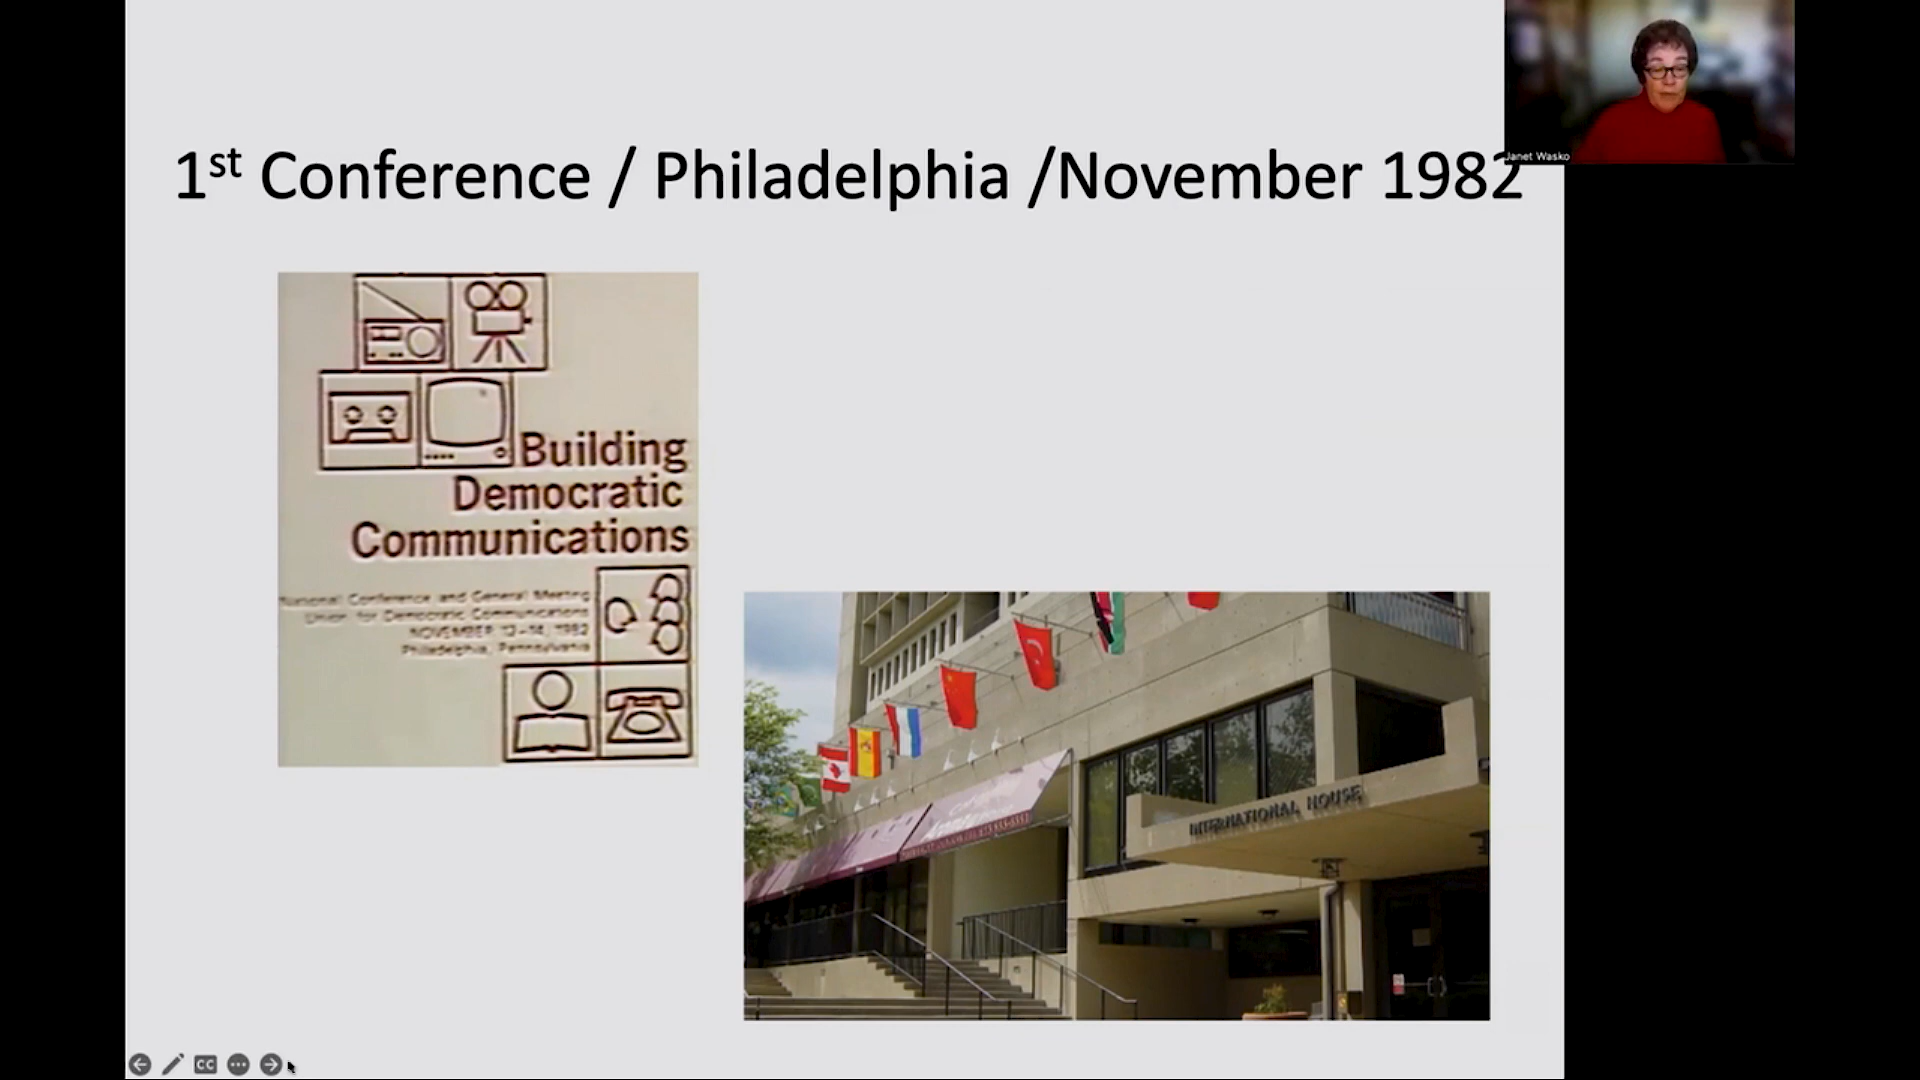 Janet Wasko
1st Conference / Philadelphia /November 1982
Building
Democratic
Communications
National Conference and General Meeting
Union for Democratic Communications
NOVEMBER 12-14, 1982
Philadelphia, Pennsylvania
INTERNATIONAL HOUSE
CC